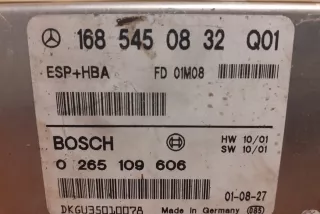 168 545 08 32 Q01
ESP+HBA FD 01M08
BOSCH HW 10/01
SW 10/01
0 265 109 606
01-08-27
DK6U35010078 Made in Germany